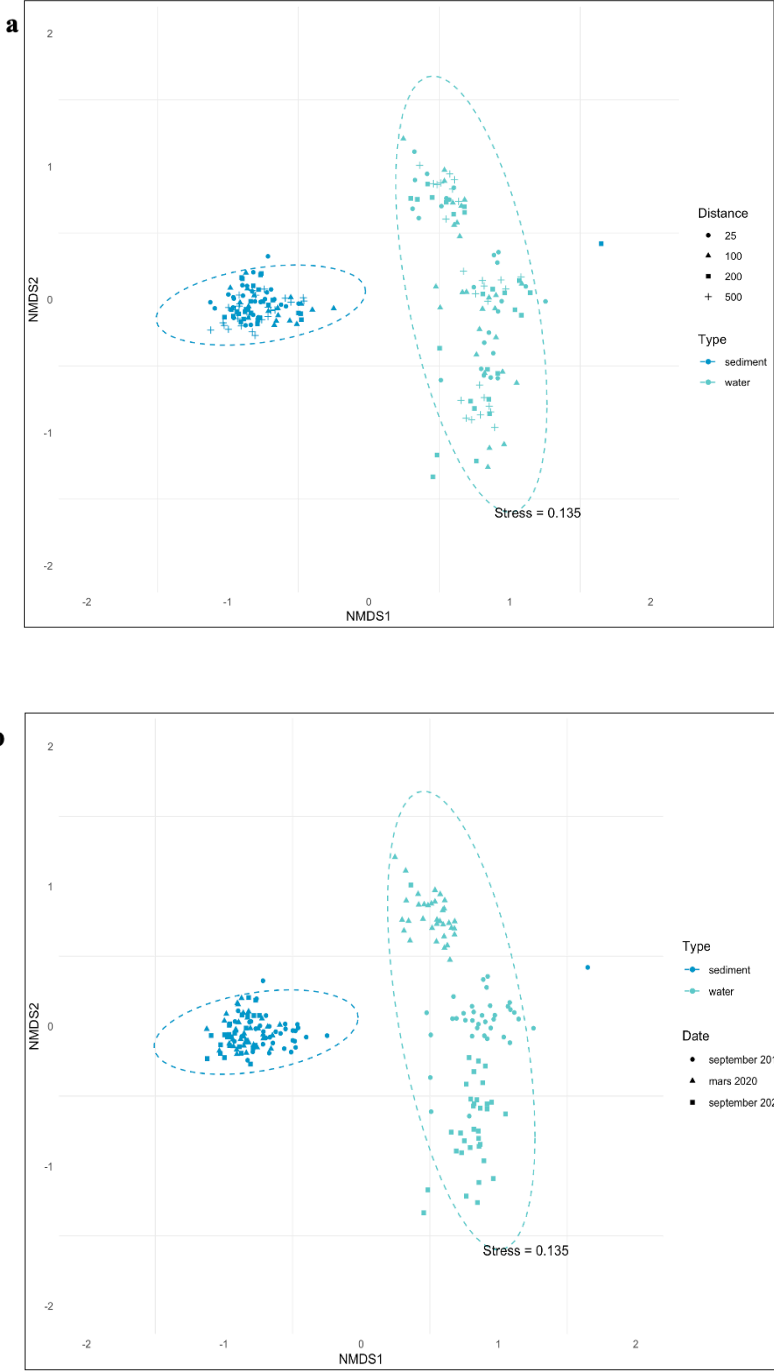 a
2
1
0
-1
-2
NMDS2
-2 -1 0 1 2
NMDS1
Stress = 0.135
Distance
25
100
200
500
Type
sediment
water
2
1
0
-1
-2
NMDS2
-2 -1 0 1 2
NMDS1
Stress = 0.135
Type
sediment
water
Date
september
mars 2020
september